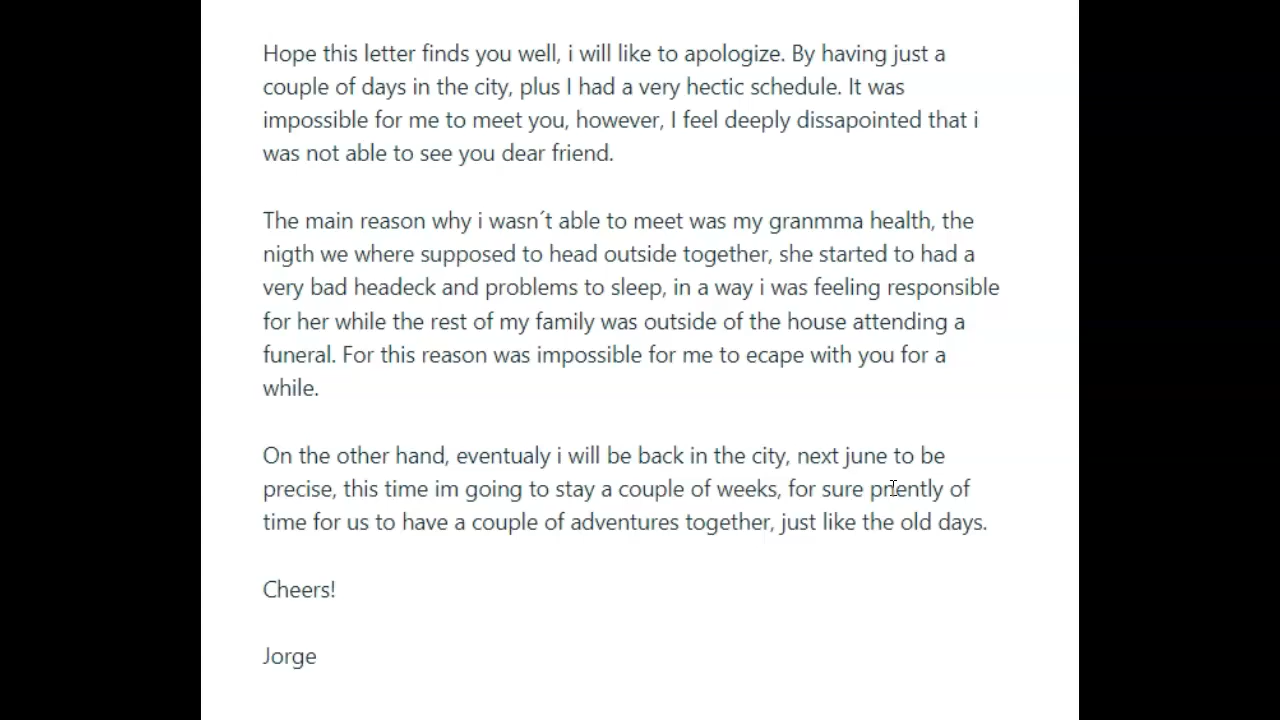 Hope this letter finds you well, i will like to apologize. By having just a
couple of days in the city, plus I had a very hectic schedule. It was
impossible for me to meet you, however, I feel deeply dissapointed that i
was not able to see you dear friend.
The main reason why i wasn´t able to meet was my granmma health, the
nigth we where supposed to head outside together, she started to had a
very bad headeck and problems to sleep, in a way i was feeling responsible
for her while the rest of my family was outside of the house attending a
funeral. For this reason was impossible for me to ecape with you for a
while.
On the other hand, eventualy i will be back in the city, next june to be
precise, this time im going to stay a couple of weeks, for sure of
time for us to have a couple of adventures together, just like the old days.
Cheers!
Jorge